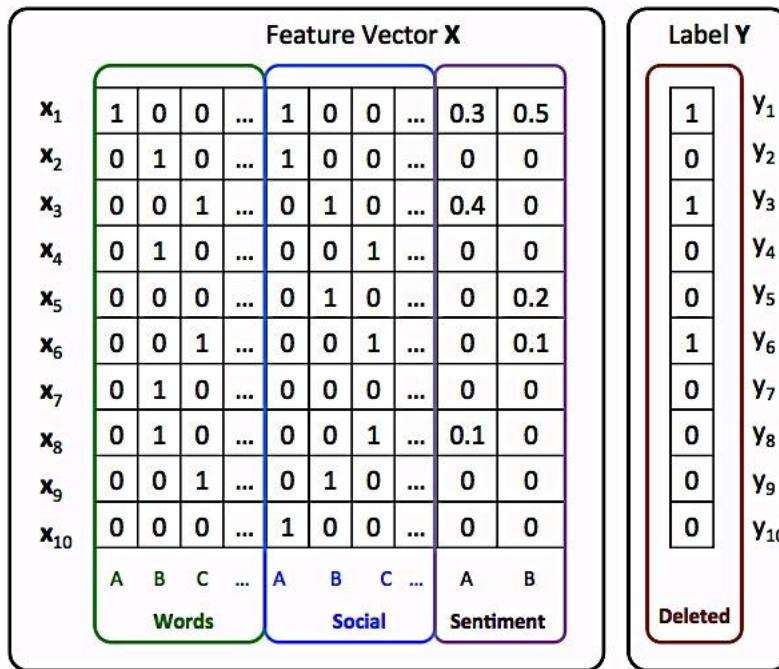 Feature Vector X Label Y
x1 1 0 0 ... 1 0 0 ... 0.3 0.5 1 y1
x2 0 1 0 ... 1 0 0 ... 0 0 0 y2
x3 0 0 1 ... 0 1 0 ... 0.4 0 1 y3
x4 0 1 0 ... 0 0 1 ... 0 0 0 y4
x5 0 0 0 ... 0 1 0 ... 0 0.2 0 y5
x6 0 0 1 ... 0 0 1 ... 0 0.1 1 y6
x7 0 1 0 ... 0 0 0 ... 0 0 0 y7
x8 0 1 0 ... 0 0 1 ... 0.1 0 0 y8
x9 0 0 1 ... 0 1 0 ... 0 0 0 y9
x10 0 0 0 ... 1 0 0 ... 0 0 0 y10
A B C ... A B C ... A B
Words Social Sentiment Deleted